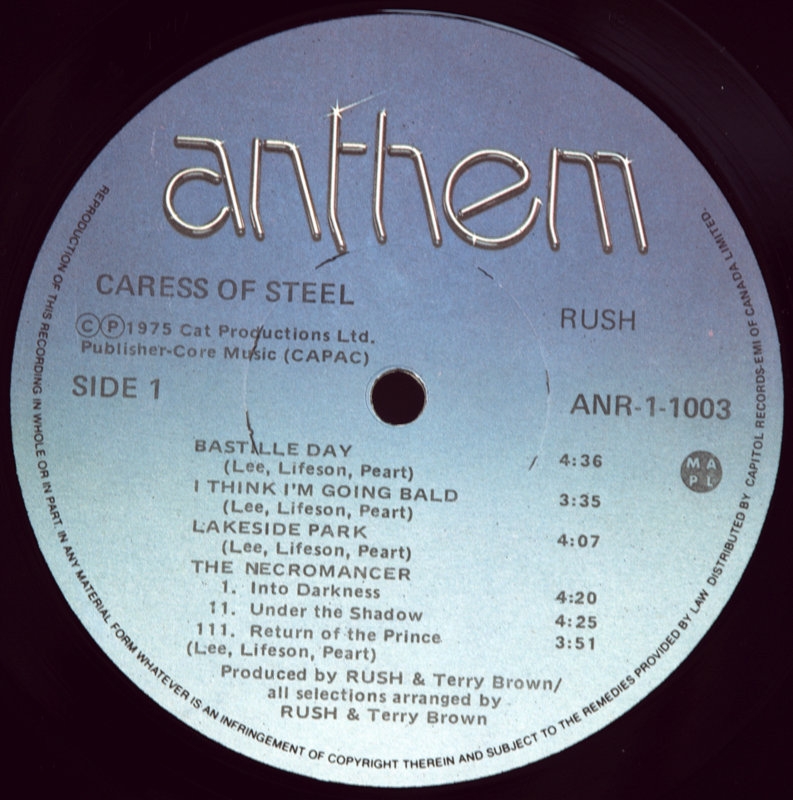 anthem
CARESS OF STEEL
ⒸⓅ1975 Cat Productions Ltd.
Publisher-Core Music (CAPAC)
SIDE 1
RUSH
ANR-1-1003
BASTILLE DAY 4:36
(Lee, Lifeson, Peart)
I THINK I'M GOING BALD 3:35
(Lee, Lifeson, Peart)
LAKESIDE PARK 4:07
(Lee, Lifeson, Peart)
THE NECROMANCER
1. Into Darkness 4:20
11. Under the Shadow 4:25
111. Return of the Prince 3:51
(Lee, Lifeson, Peart)
MAPL
Produced by RUSH & Terry Brown/
all selections arranged by
RUSH & Terry Brown
REPRODUCTION OF THIS RECORDING IN WHOLE OR IN PART. IN ANY MATERIAL FORM WHATEVER IS AN INFRINGEMENT OF COPYRIGHT THEREIN AND SUBJECT TO THE REMEDIES PROVIDED BY LAW DISTRIBUTED BY CAPITOL RECORDS-EMI OF CANADA LIMITED.